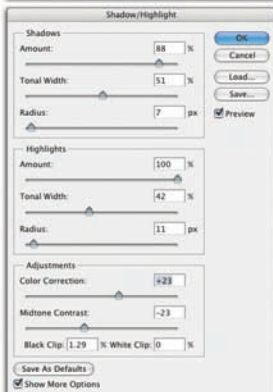 Shadow/Highlight
Shadows
Amount: 88 %
Tonal Width: 51 %
Radius: 7 px
Highlights
Amount: 100 %
Tonal Width: 42 %
Radius: 11 px
Adjustments
Color Correction: +23
Midtone Contrast: -23
Black Clip: 1.29 % White Clip: 0 %
Save As Defaults
Show More Options
OK
Cancel
Load...
Save...
Preview